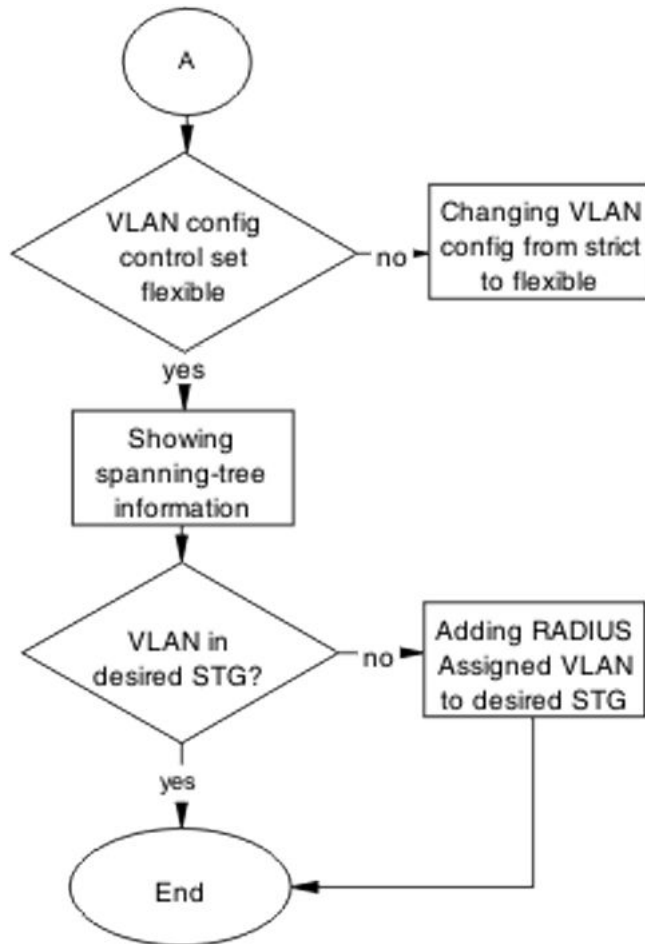 A
VLAN config
control set
flexible
no
Changing VLAN
config from strict
to flexible
yes
Showing
spanning-tree
information
VLAN in
desired STG?
no
Adding RADIUS
Assigned VLAN
to desired STG
yes
End